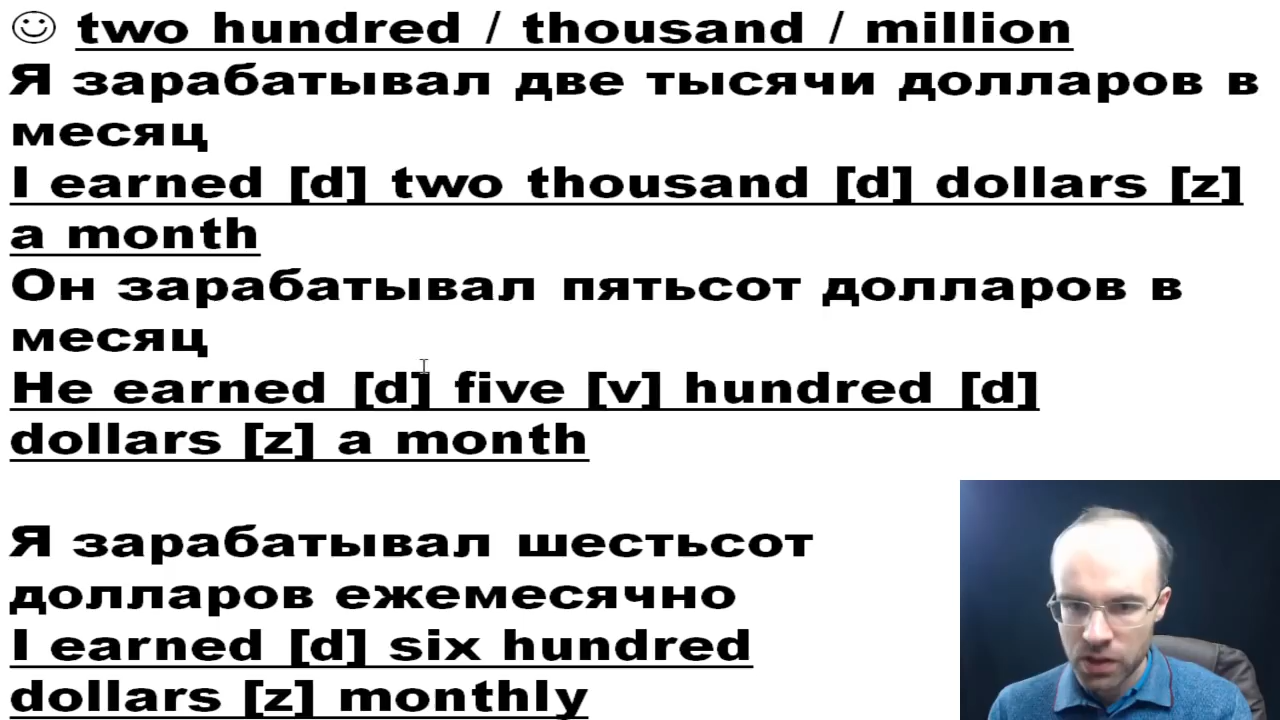 ☺ two hundred / thousand / million
Я зарабатывал две тысячи долларов в
месяц
I earned [d] two thousand [d] dollars [z]
a month
Он зарабатывал пятьсот долларов в
месяц
He earned [d] five [v] hundred [d]
dollars [z] a month
Я зарабатывал шестьсот
долларов ежемесячно
I earned [d] six hundred
dollars [z] monthly